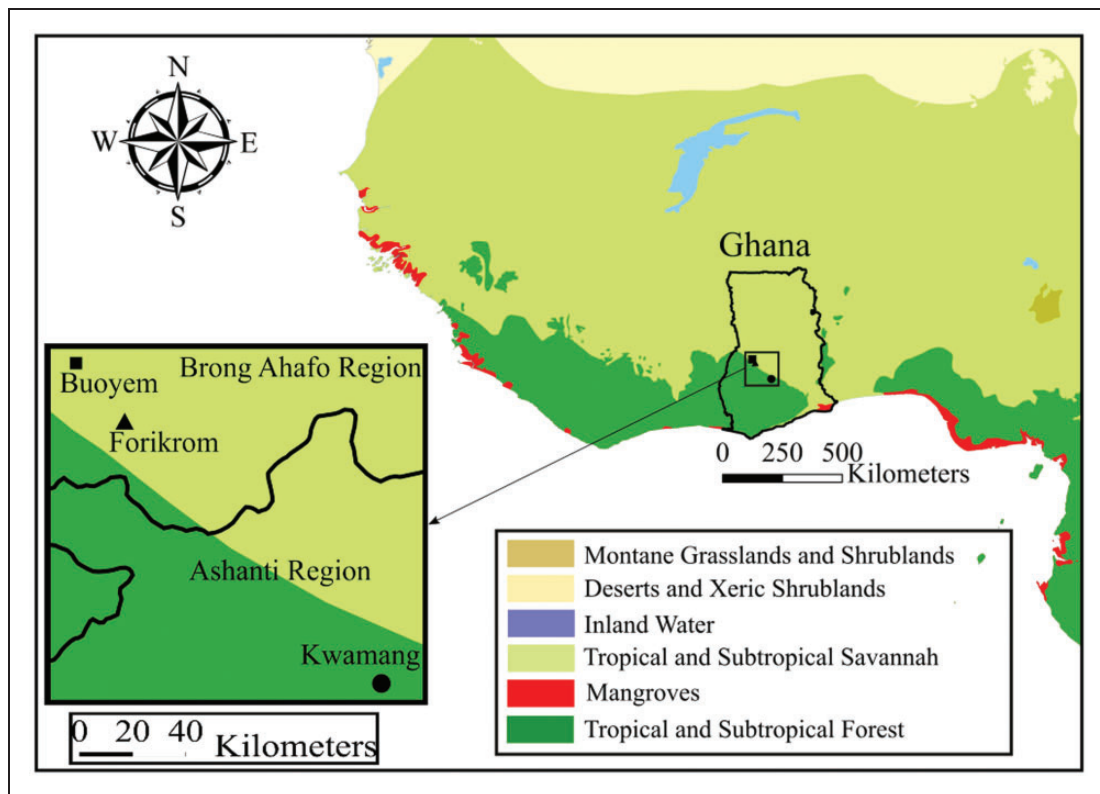 N
W E
S
Ghana
0 250 500
Kilometers
Brong Ahafo Region
Buoyem
Forikrom
Ashanti Region
Kwamang
0 20 40
Kilometers
Montane Grasslands and Shrublands
Deserts and Xeric Shrublands
Inland Water
Tropical and Subtropical Savannah
Mangroves
Tropical and Subtropical Forest